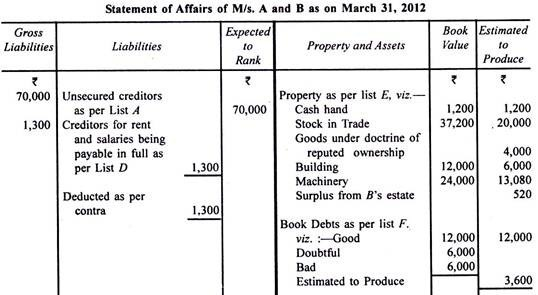 Statement of Affairs of M/s. A and B as on March 31, 2012
Gross Liabilities Liabilities Expected to Rank Property and Assets Book Value Estimated to Produce
₹ ₹ ₹ ₹
70,000 Unsecured creditors Property as per list E, viz.—
as per List A 70,000 Cash hand 1,200 1,200
1,300 Creditors for rent Stock in Trade 37,200 20,000
and salaries being Goods under doctrine of
payable in full as reputed ownership 4,000
per List D 1,300 Building 12,000 6,000
Machinery 24,000 13,080
Deducted as per Surplus from B's estate 520
contra 1,300
Book Debts as per list F.
viz. :—Good 12,000 12,000
Doubtful 6,000
Bad 6,000
Estimated to Produce 3,600